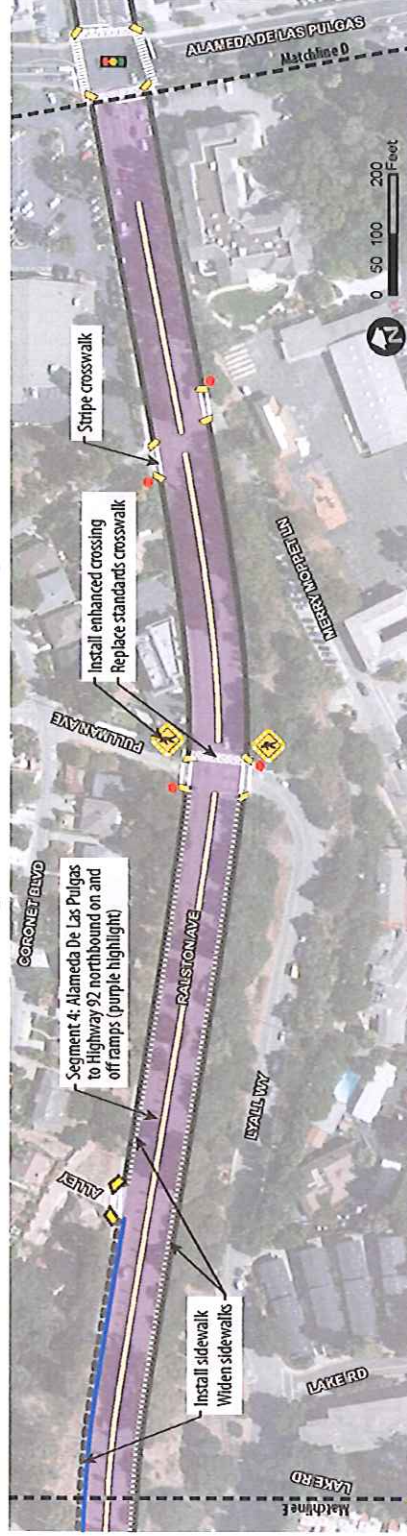 CORONET BLVD
Segment 4: Alameda De Las Pulgas
to Highway 92 northbound on and
off ramps (purple highlight)
ALLEY
Install sidewalk
Widen sidewalks
RALSTON AVE
PULLMAN AVE
Install enhanced crossing
Replace standards crosswalk
Stripe crosswalk
ALAMEDA DE LAS PULGAS
Matchline D
MERRY MOPPET LN
LYALL WY
LAKE RD
LAKE RD
Matchline E
N
0 50 100 200
Feet